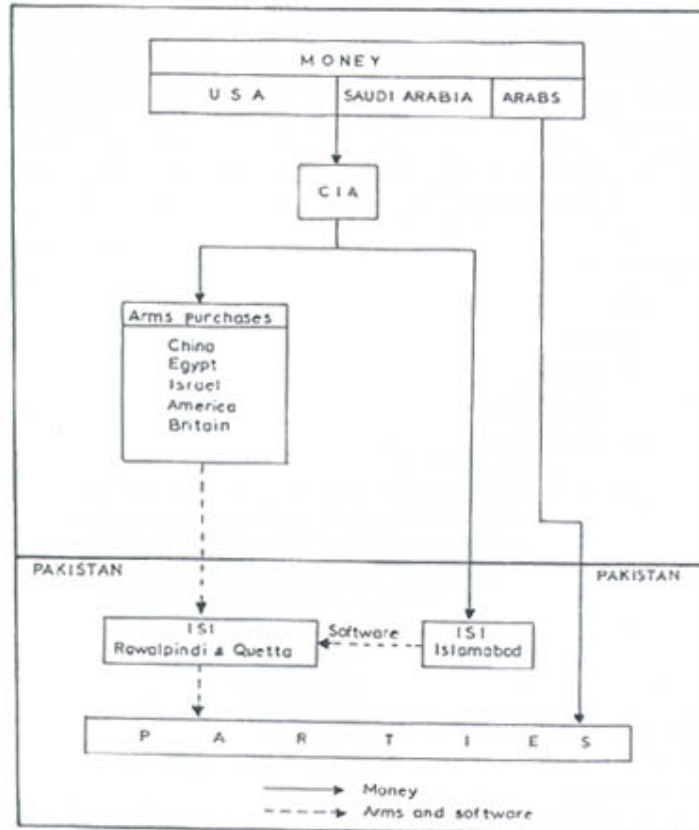 MONEY
USA SAUDI ARABIA ARABS
CIA
Arms purchases
China
Egypt
Israel
America
Britain
PAKISTAN PAKISTAN
ISI
Rawalpindi & Quetta
Software
ISI
Islamabad
PARTIES
Money
Arms and software